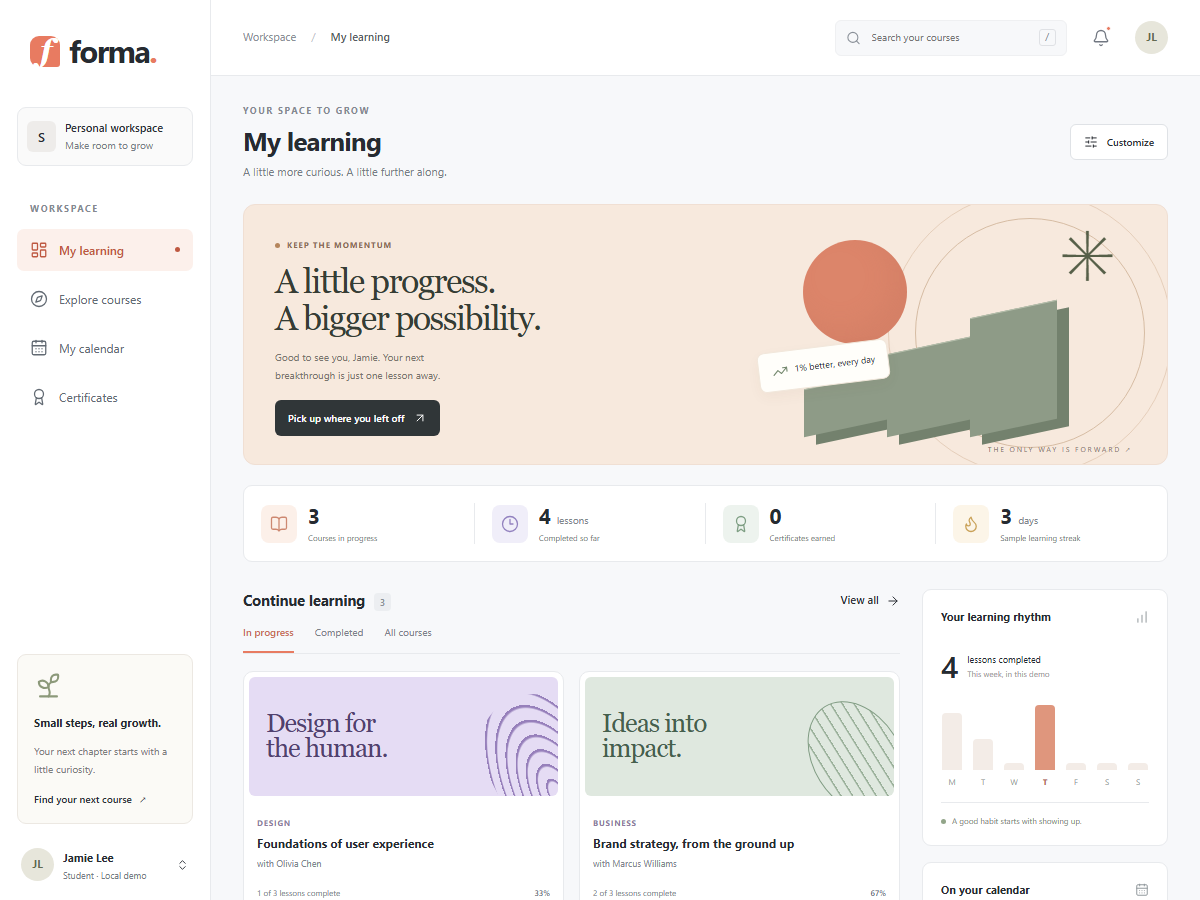 forma.
S
Personal workspace
Make room to grow
WORKSPACE
My learning
Explore courses
My calendar
Certificates
Small steps, real growth.
Your next chapter starts with a
little curiosity.
Find your next course ↗
JL
Jamie Lee
Student · Local demo
Workspace / My learning
Search your courses /
JL
YOUR SPACE TO GROW
My learning
A little more curious. A little further along.
Customize
KEEP THE MOMENTUM
A little progress.
A bigger possibility.
Good to see you, Jamie. Your next
breakthrough is just one lesson away.
Pick up where you left off
1% better, every day
THE ONLY WAY IS FORWARD ↗
3
Courses in progress
4 lessons
Completed so far
0
Certificates earned
3 days
Sample learning streak
Continue learning 3
View all
In progress Completed All courses
Design for
the human.
DESIGN
Foundations of user experience
with Olivia Chen
1 of 3 lessons complete 33%
Ideas into
impact.
BUSINESS
Brand strategy, from the ground up
with Marcus Williams
2 of 3 lessons complete 67%
Your learning rhythm
4 lessons completed
This week, in this demo
M T W T F S S
A good habit starts with showing up.
On your calendar